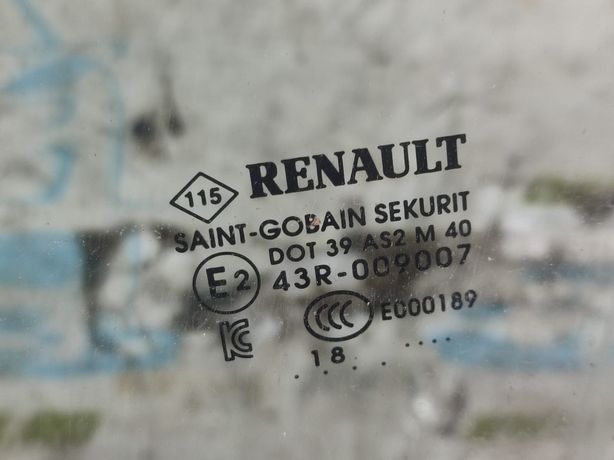 115 RENAULT
SAINT-GOBAIN SEKURIT
DOT 39 AS2 M 40
E2 43R-009007
KC CCC E000189
..18. . ....